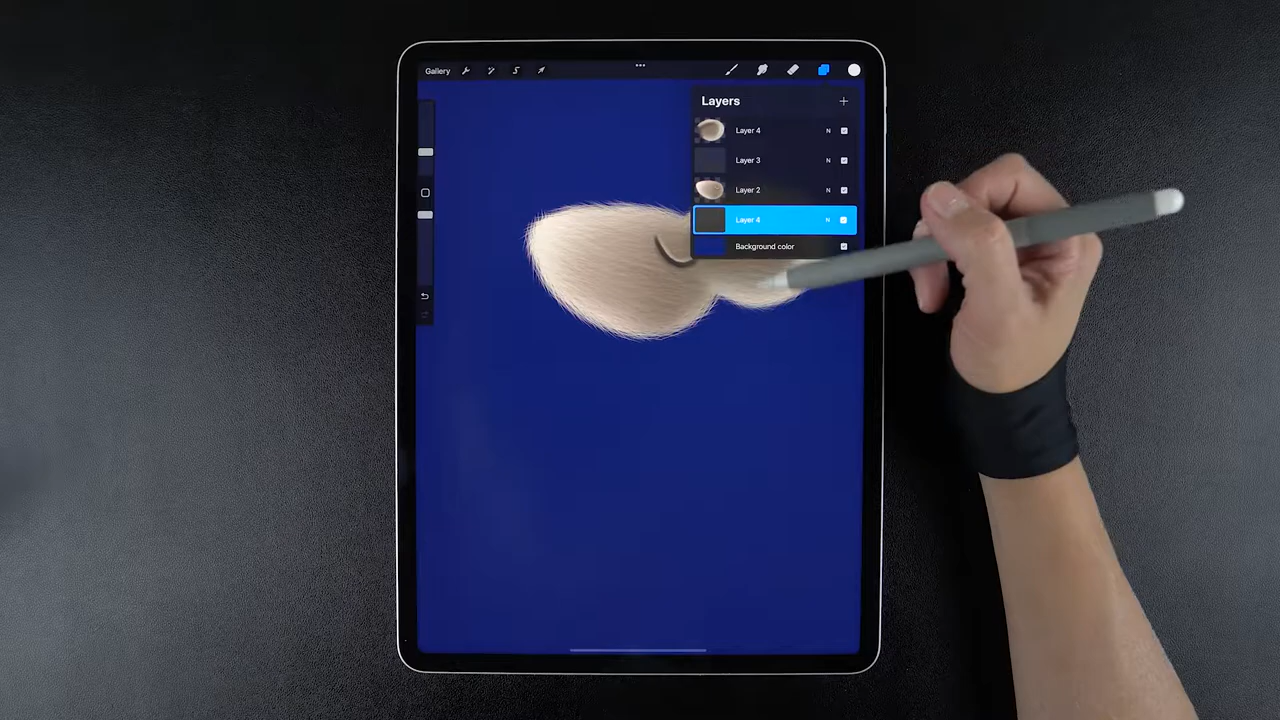 Gallery
Layers
Layer 4 N
Layer 3 N
Layer 2 N
Layer 4 N
Background color